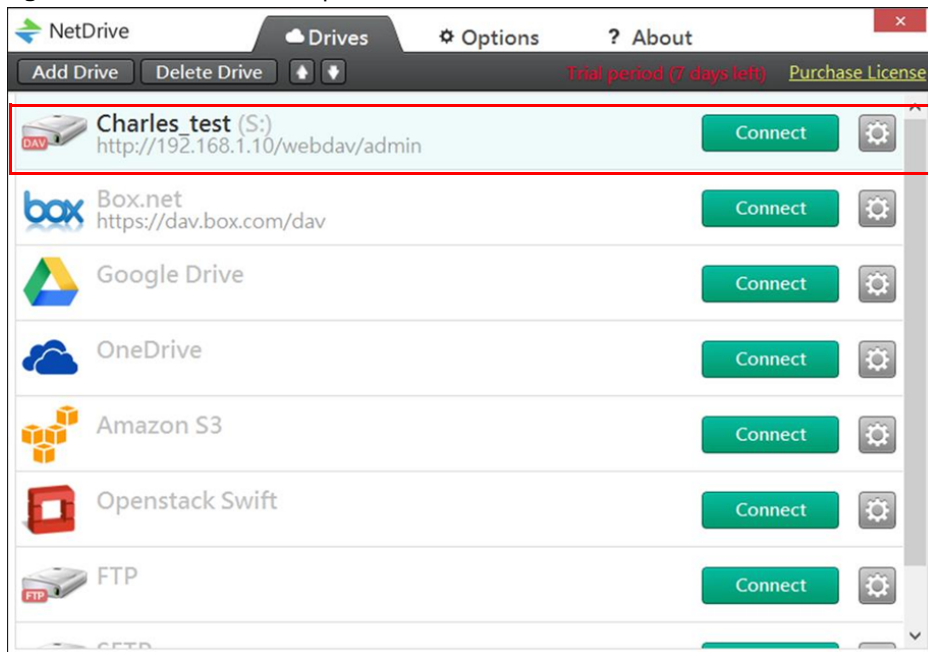 NetDrive Drives Options ? About
Add Drive Delete Drive Trial period (7 days left) Purchase License
Charles_test (S:)
http://192.168.1.10/webdav/admin
DAV
Connect
box
Box.net
https://dav.box.com/dav
Connect
Google Drive
Connect
OneDrive
Connect
Amazon S3
Connect
Openstack Swift
Connect
FTP
FTP
Connect
SFTP